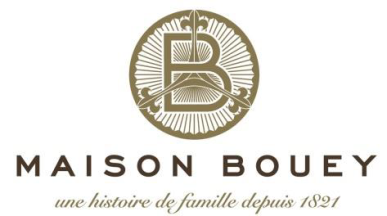 B
MAISON BOUEY
une histoire de famille depuis 1821